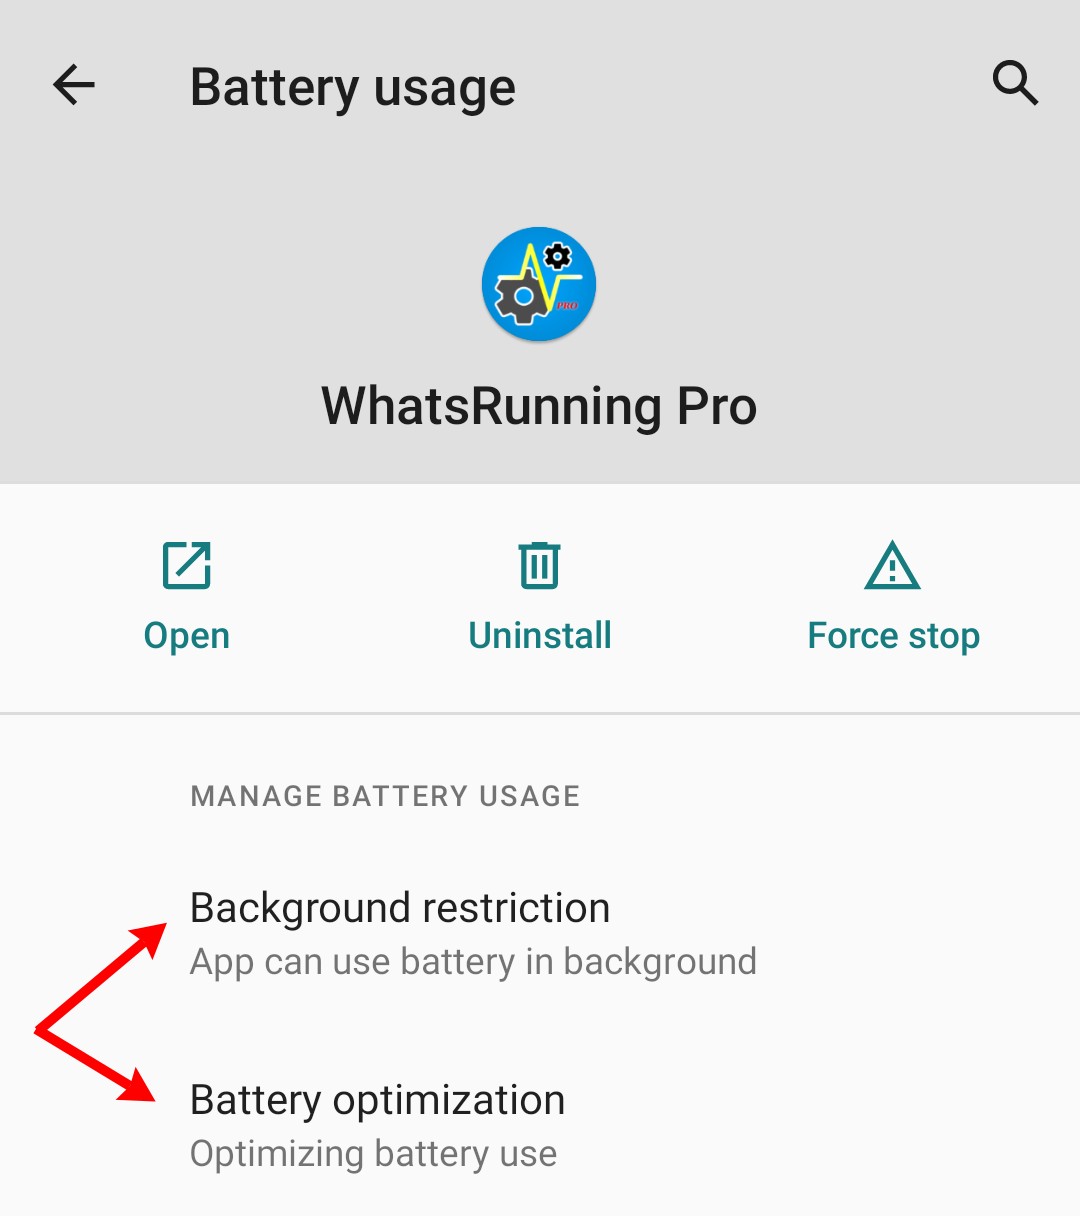 Battery usage
PRO
WhatsRunning Pro
Open
Uninstall
Force stop
MANAGE BATTERY USAGE
Background restriction
App can use battery in background
Battery optimization
Optimizing battery use